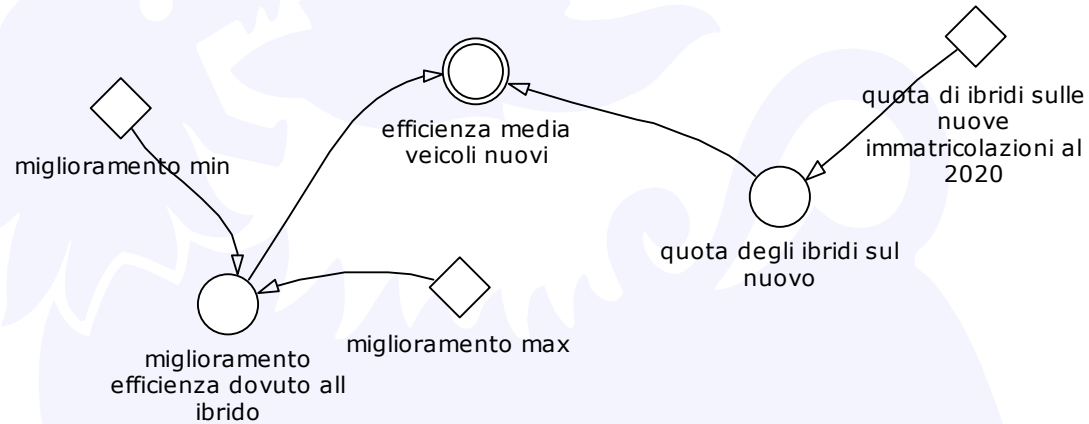 efficienza media
veicoli nuovi
miglioramento min
quota di ibridi sulle
nuove
immatricolazioni al
2020
quota degli ibridi sul
nuovo
miglioramento max
miglioramento
efficienza dovuto all
ibrido